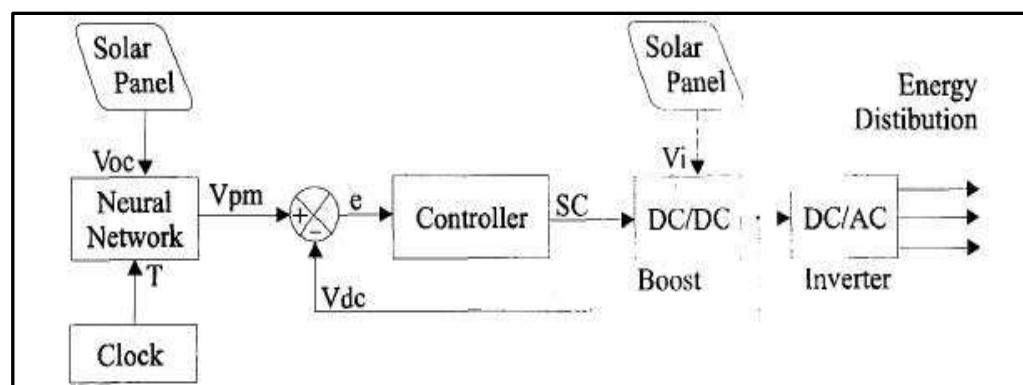 Solar
Panel
Solar
Panel
Energy
Distibution
Voc
Vi
Neural
Network
Vpm
+
−
e
Controller
SC
DC/DC
DC/AC
T
Vdc
Boost
Inverter
Clock